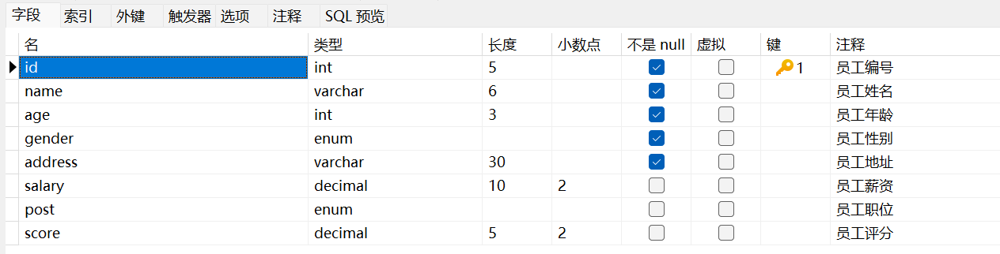 字段 索引 外键 触发器 选项 注释 SQL 预览
名 类型 长度 小数点 不是 null 虚拟 键 注释
id int 5 1 员工编号
name varchar 6 员工姓名
age int 3 员工年龄
gender enum 员工性别
address varchar 30 员工地址
salary decimal 10 2 员工薪资
post enum 员工职位
score decimal 5 2 员工评分